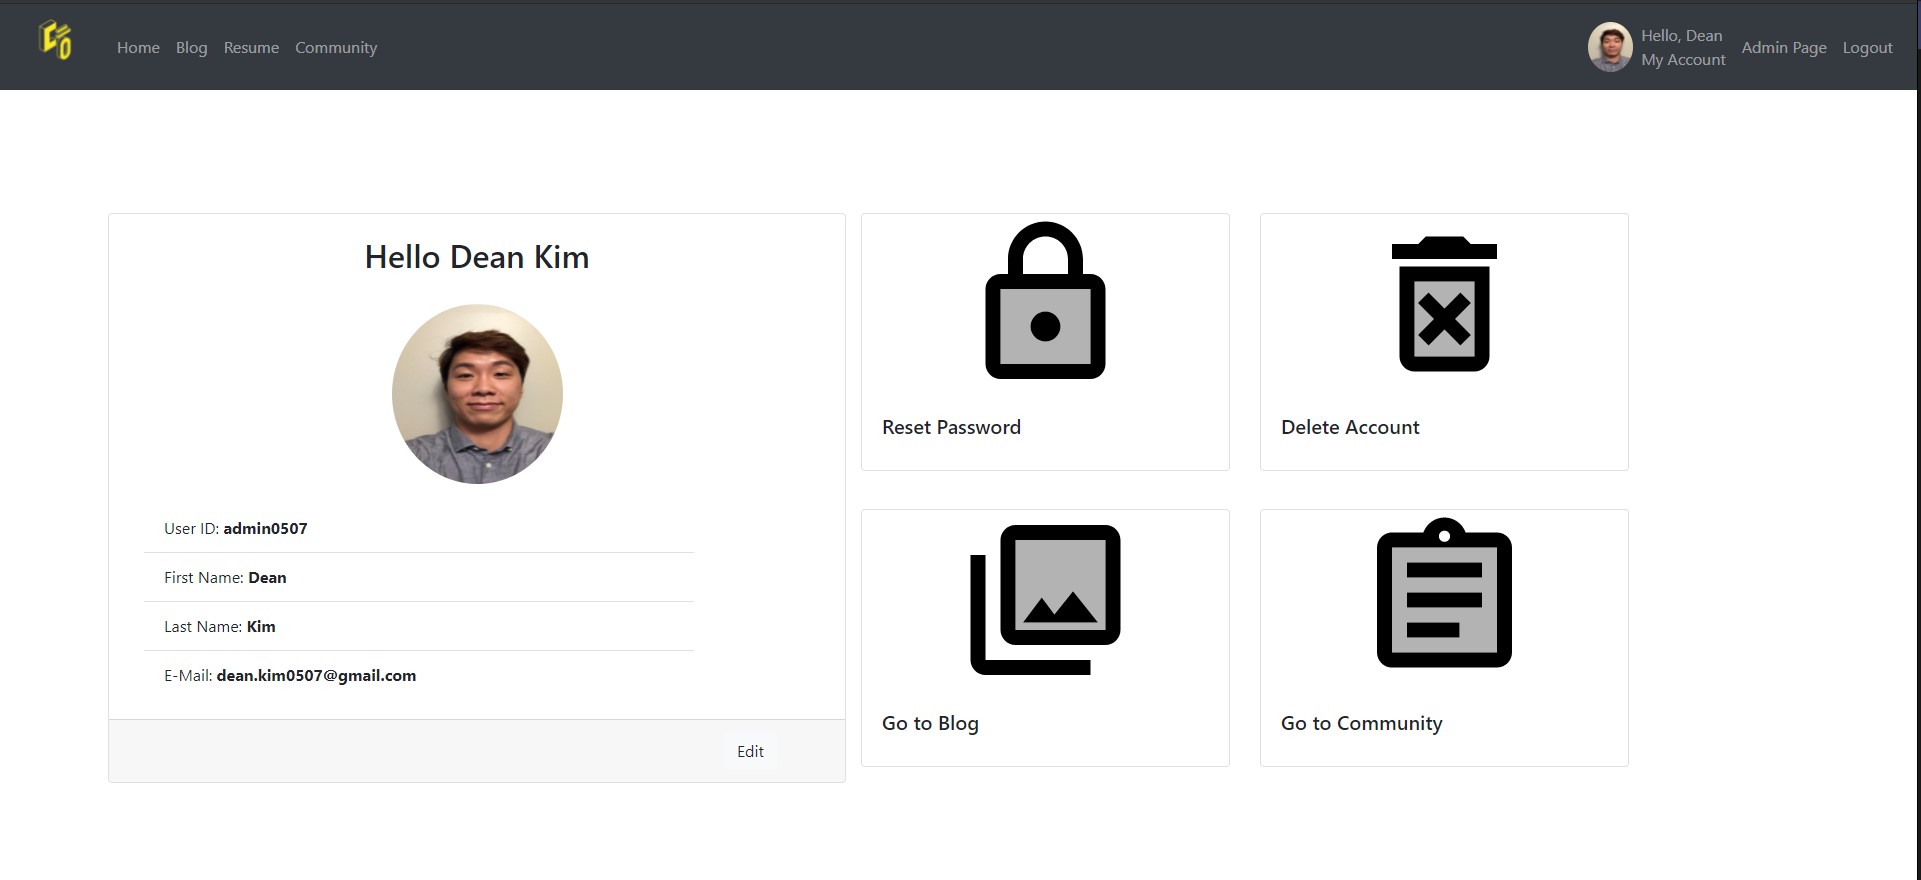 Home Blog Resume Community
Hello, Dean
My Account
Admin Page Logout
Hello Dean Kim
User ID: admin0507
First Name: Dean
Last Name: Kim
E-Mail: dean.kim0507@gmail.com
Edit
Reset Password
Delete Account
Go to Blog
Go to Community